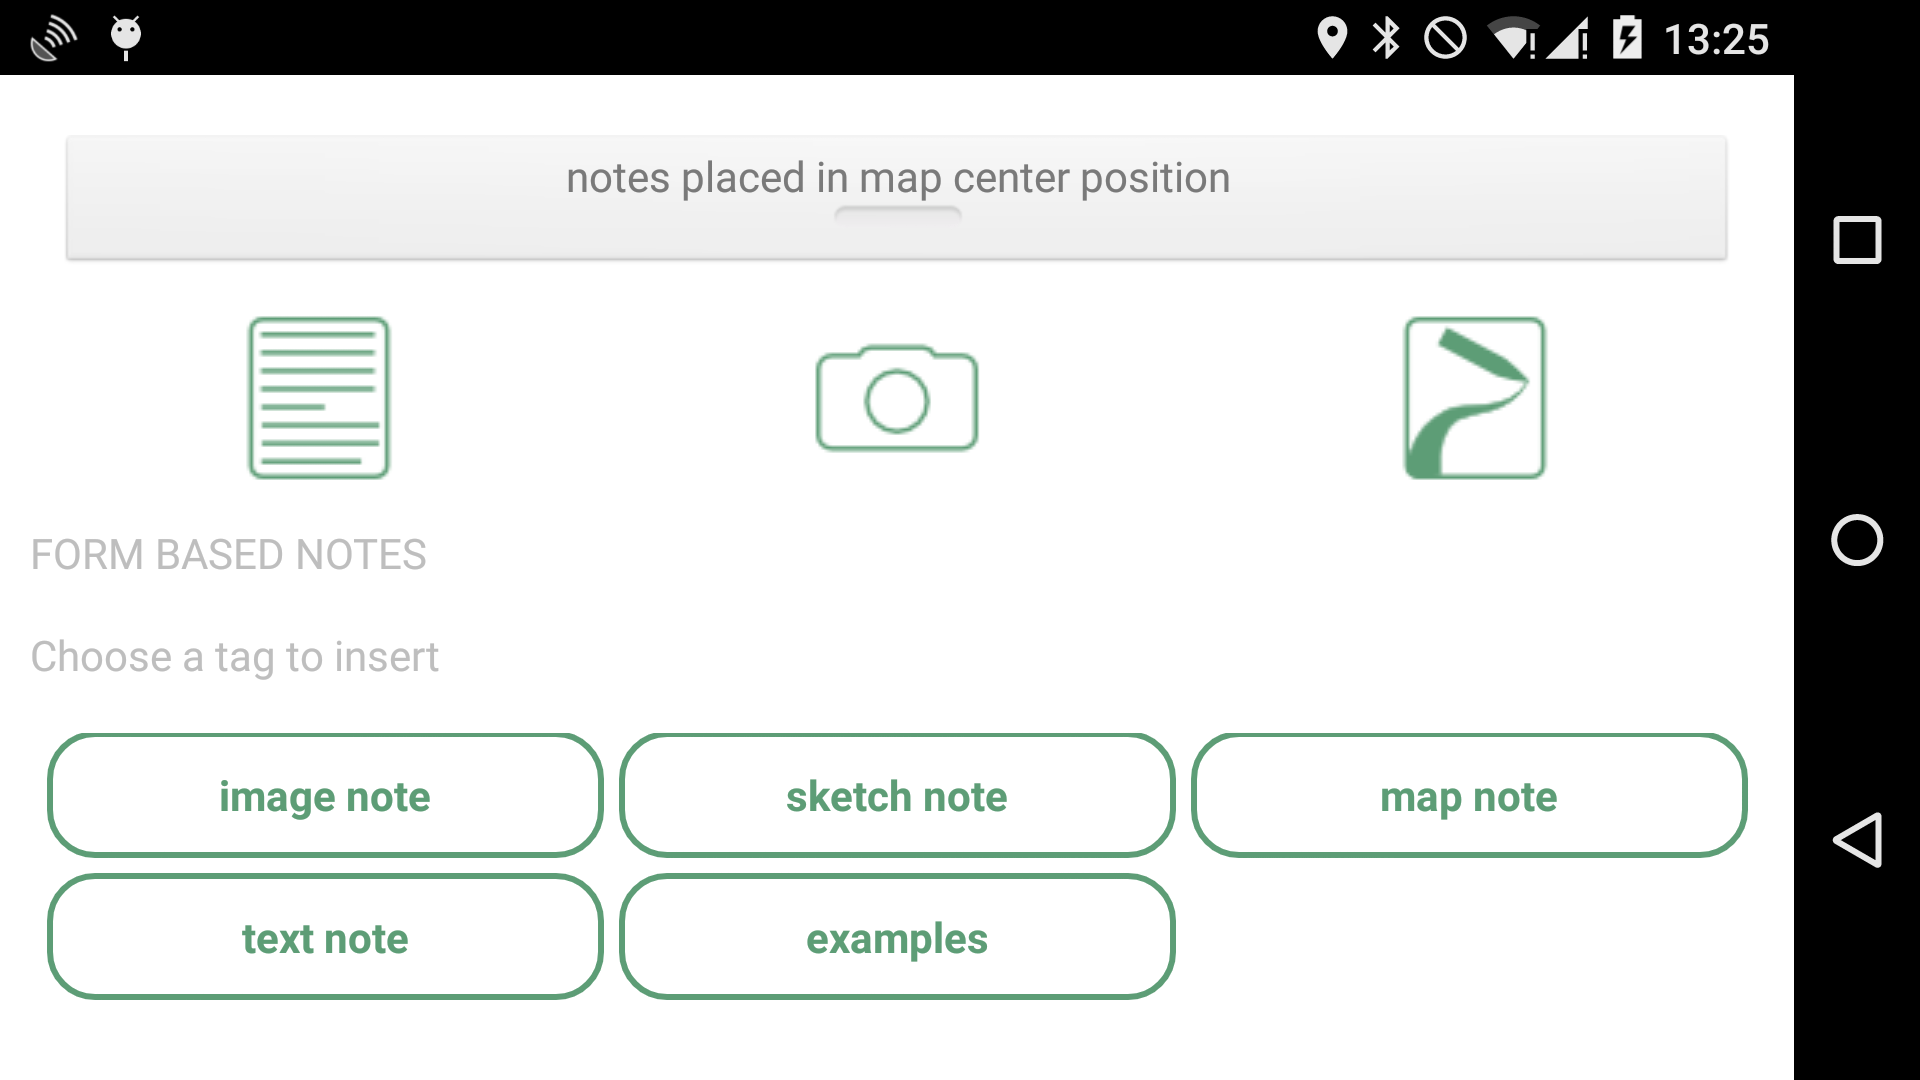 13:25
notes placed in map center position
FORM BASED NOTES
Choose a tag to insert
image note
sketch note
map note
text note
examples